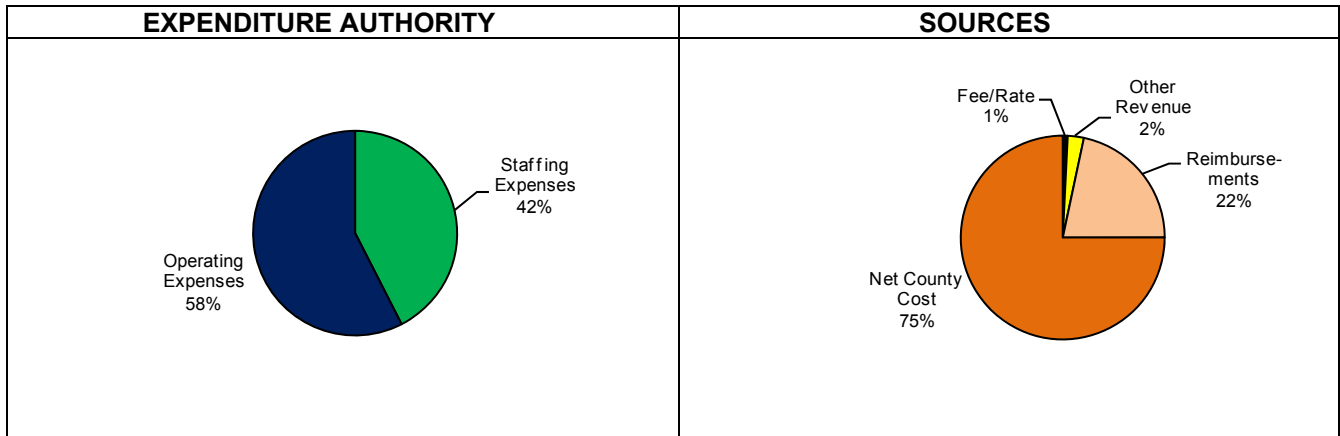 EXPENDITURE AUTHORITY
Staffing
Expenses
42%
Operating
Expenses
58%
SOURCES
Fee/Rate
1%
Other
Revenue
2%
Reimburse-
ments
22%
Net County
Cost
75%